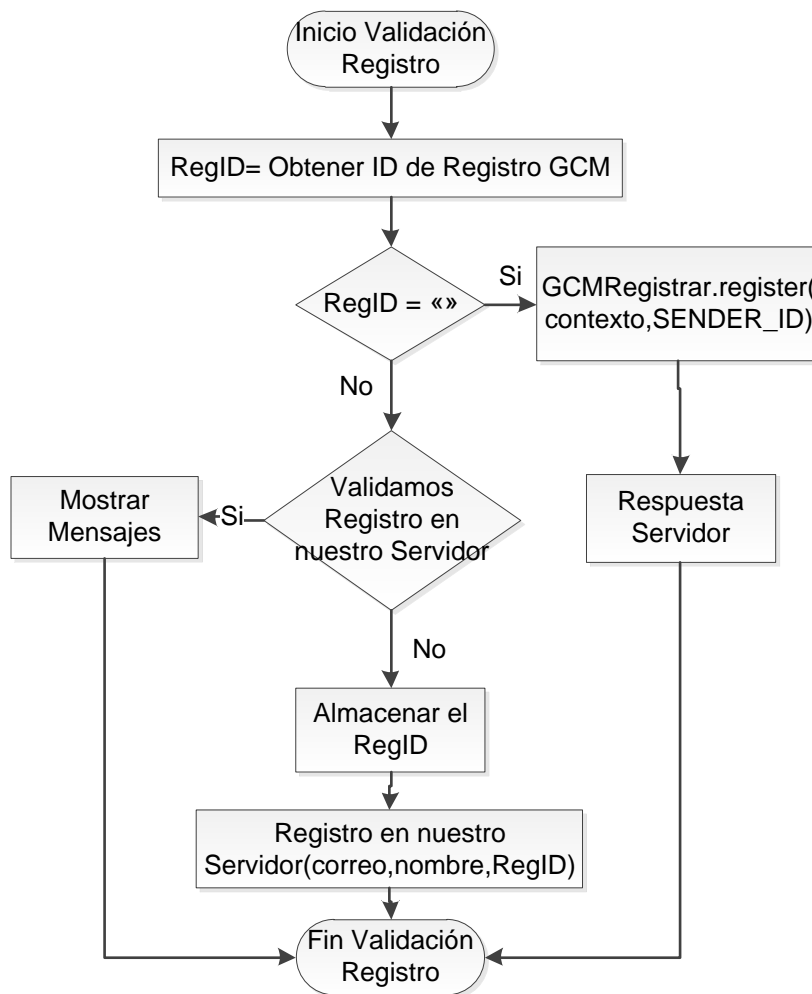 Inicio Validación
Registro
RegID= Obtener ID de Registro GCM
RegID = «»
Si
GCMRegistrar.register(
contexto,SENDER_ID)
No
Validamos
Registro en
nuestro Servidor
Si
Mostrar
Mensajes
Respuesta
Servidor
No
Almacenar el
RegID
Registro en nuestro
Servidor(correo,nombre,RegID)
Fin Validación
Registro